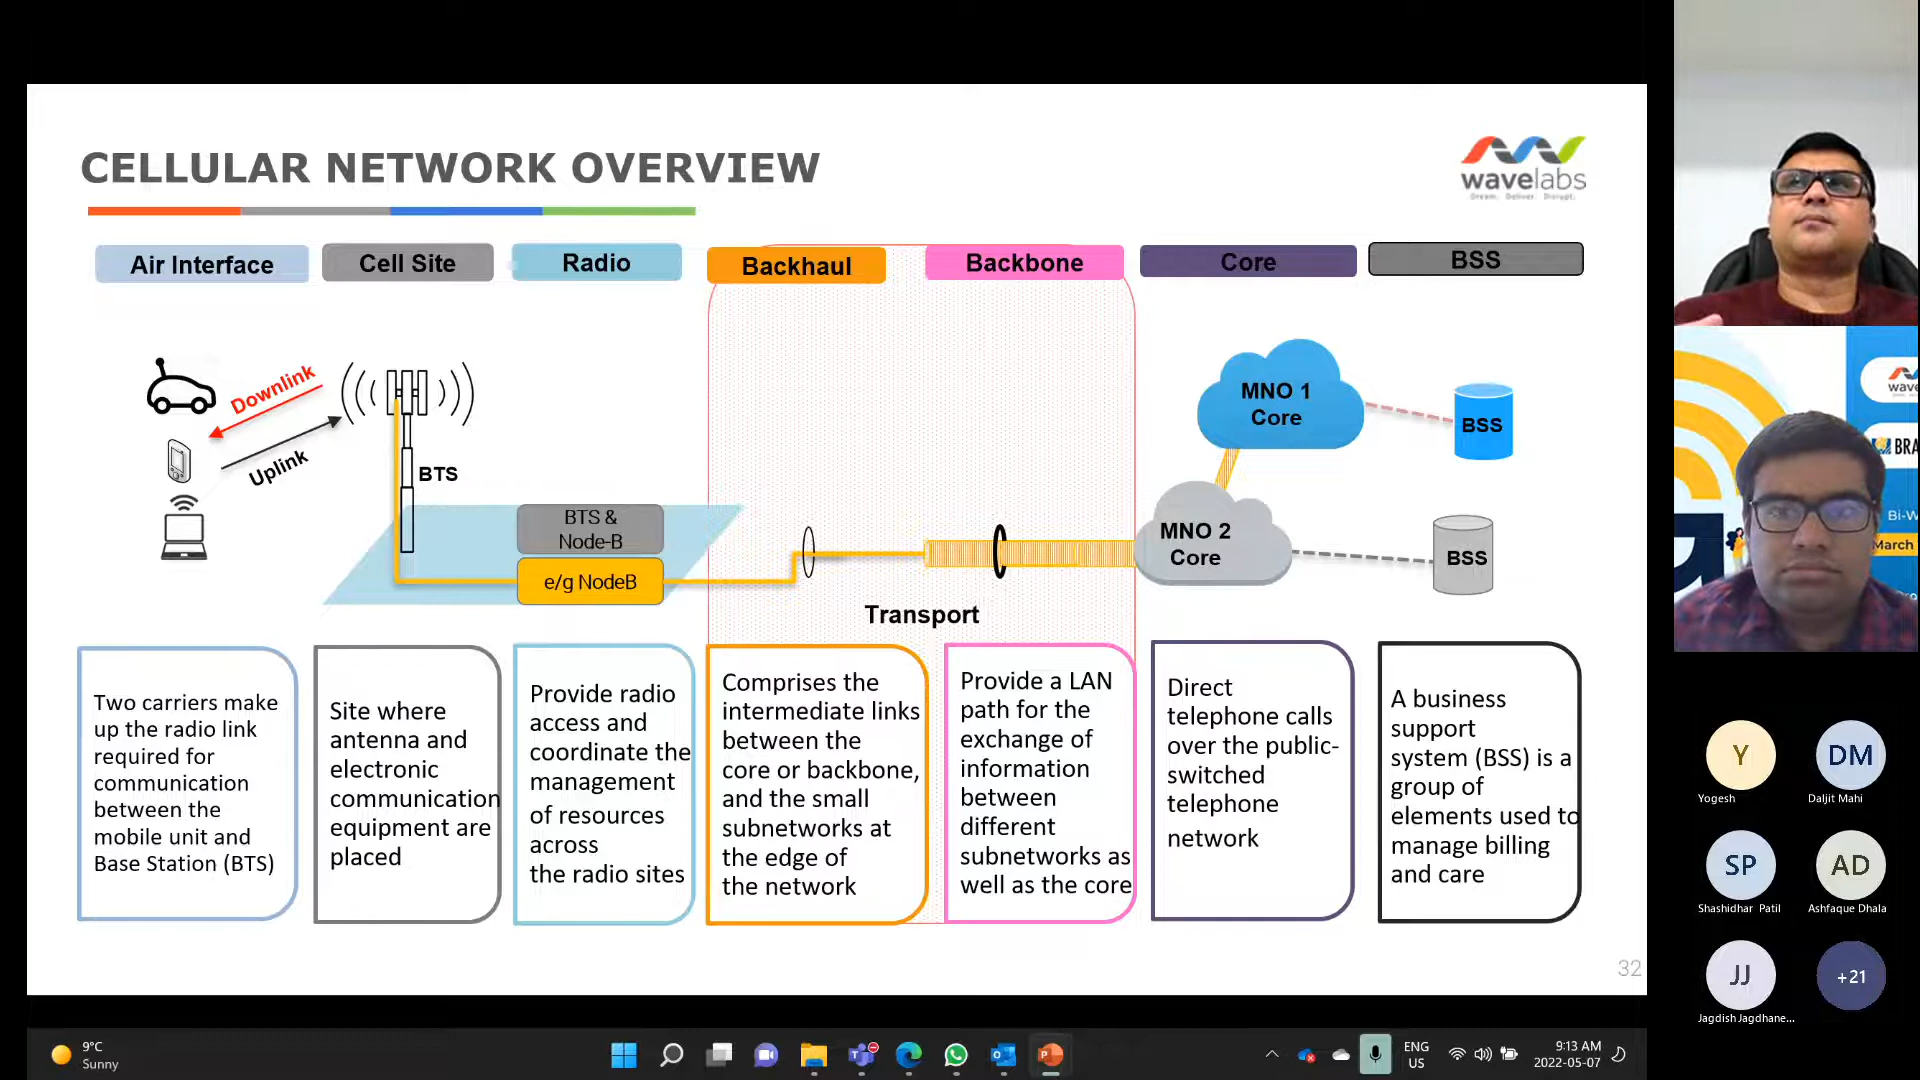 CELLULAR NETWORK OVERVIEW
wavelabs
Dream. Deliver. Disrupt.
Air Interface
Cell Site
Radio
Backhaul
Backbone
Core
BSS
Downlink
Uplink
BTS
BTS &
Node-B
e/g NodeB
Transport
MNO 1
Core
BSS
MNO 2
Core
BSS
Two carriers make
up the radio link
required for
communication
between the
mobile unit and
Base Station (BTS)
Site where
antenna and
electronic
communication
equipment are
placed
Provide radio
access and
coordinate the
management
of resources
across
the radio sites
Comprises the
intermediate links
between the
core or backbone,
and the small
subnetworks at
the edge of
the network
Provide a LAN
path for the
exchange of
information
between
different
subnetworks as
well as the core
Direct
telephone calls
over the public-
switched
telephone
network
A business
support
system (BSS) is a
group of
elements used to
manage billing
and care
32
wave
BRA
Bi-W
March
Y
Yogesh
DM
Daljit Mahi
SP
Shashidhar Patil
AD
Ashfaque Dhala
JJ
Jagdish Jagdhane...
+21
9°C
Sunny
ENG
US
9:13 AM
2022-05-07